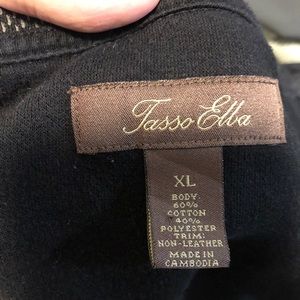 Tasso Elba
XL
BODY
60%
COTTON
40%
POLYESTER
TRIM:
NON-LEATHER
MADE IN
CAMBODIA